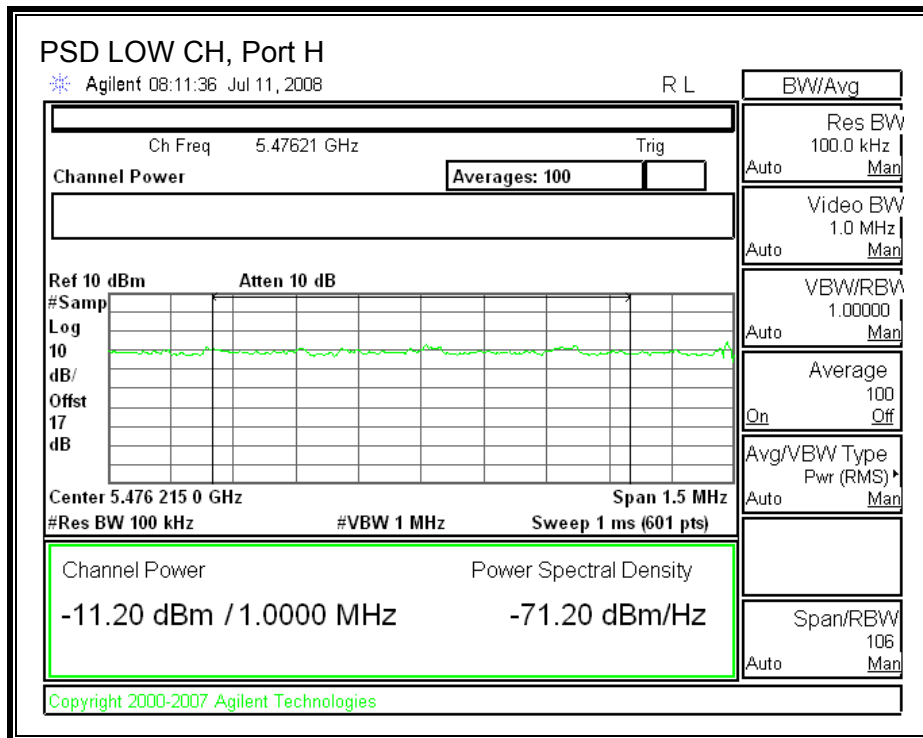 PSD LOW CH, Port H
Agilent 08:11:36 Jul 11, 2008 R L
Ch Freq 5.47621 GHz Trig
Channel Power Averages: 100
Ref 10 dBm Atten 10 dB
#Samp
Log
10
dB/
Offst
17
dB
Center 5.476 215 0 GHz Span 1.5 MHz
#Res BW 100 kHz #VBW 1 MHz Sweep 1 ms (601 pts)
Channel Power Power Spectral Density
-11.20 dBm / 1.0000 MHz -71.20 dBm/Hz
Copyright 2000-2007 Agilent Technologies
BW/Avg
Res BW
100.0 kHz
Auto Man
Video BW
1.0 MHz
Auto Man
VBW/RBW
1.00000
Auto Man
Average
100
On Off
Avg/VBW Type
Pwr (RMS)
Auto Man
Span/RBW
106
Auto Man